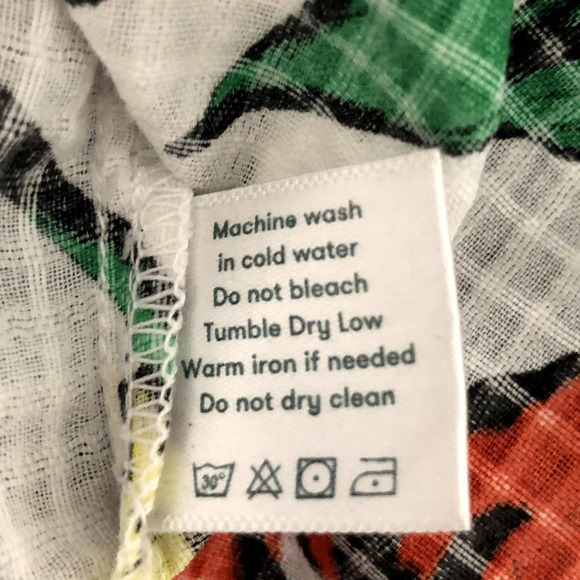 Machine wash
in cold water
Do not bleach
Tumble Dry Low
Warm iron if needed
Do not dry clean
30°